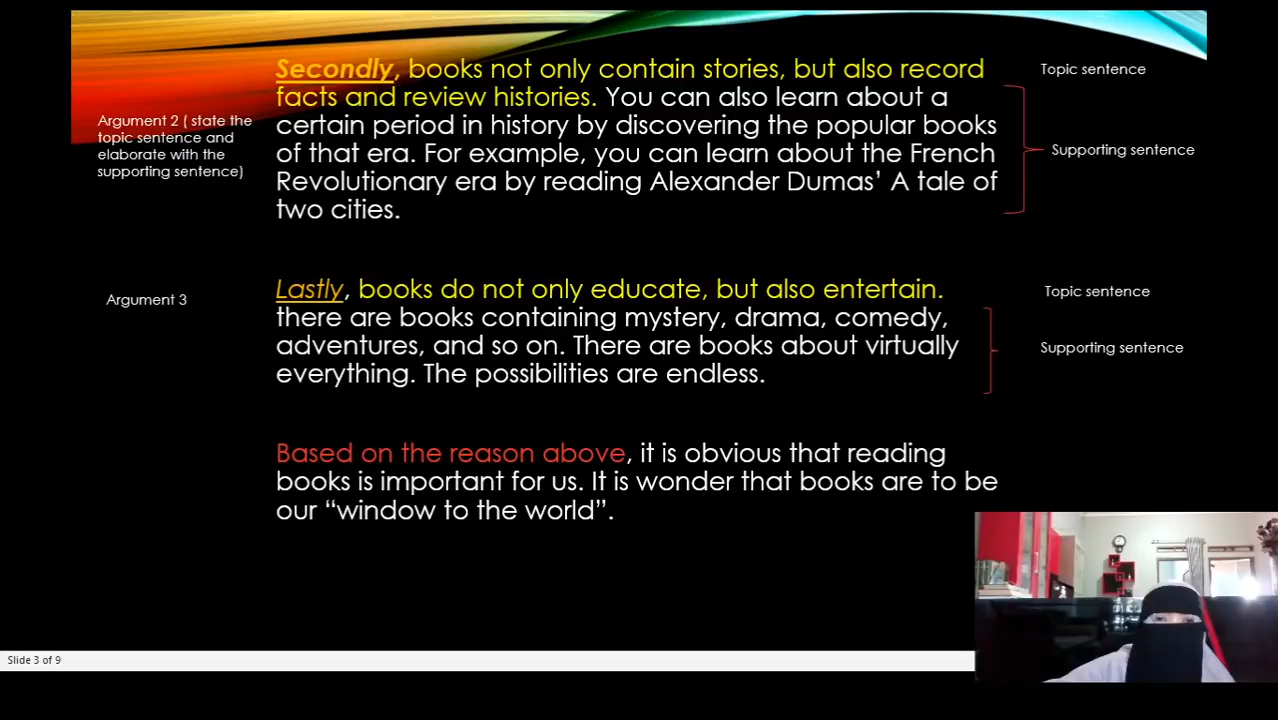 Secondly, books not only contain stories, but also record
facts and review histories. You can also learn about a
certain period in history by discovering the popular books
of that era. For example, you can learn about the French
Revolutionary era by reading Alexander Dumas’ A tale of
two cities.
Topic sentence
Argument 2 ( state the
topic sentence and
elaborate with the
supporting sentence)
Supporting sentence
Argument 3
Lastly, books do not only educate, but also entertain.
there are books containing mystery, drama, comedy,
adventures, and so on. There are books about virtually
everything. The possibilities are endless.
Topic sentence
Supporting sentence
Based on the reason above, it is obvious that reading
books is important for us. It is wonder that books are to be
our “window to the world”.
Slide 3 of 9